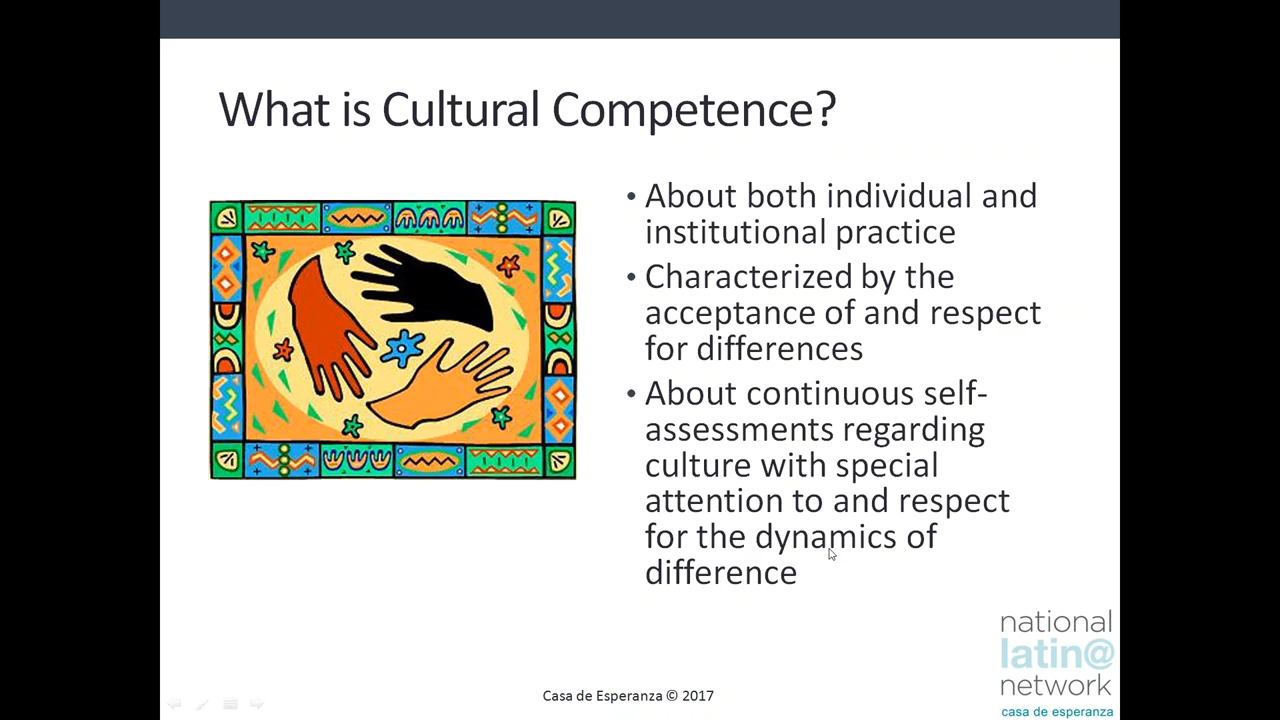 What is Cultural Competence?
• About both individual and
institutional practice
• Characterized by the
acceptance of and respect
for differences
• About continuous self-
assessments regarding
culture with special
attention to and respect
for the dynamics of
difference
Casa de Esperanza © 2017
national
latin@
network
casa de esperanza